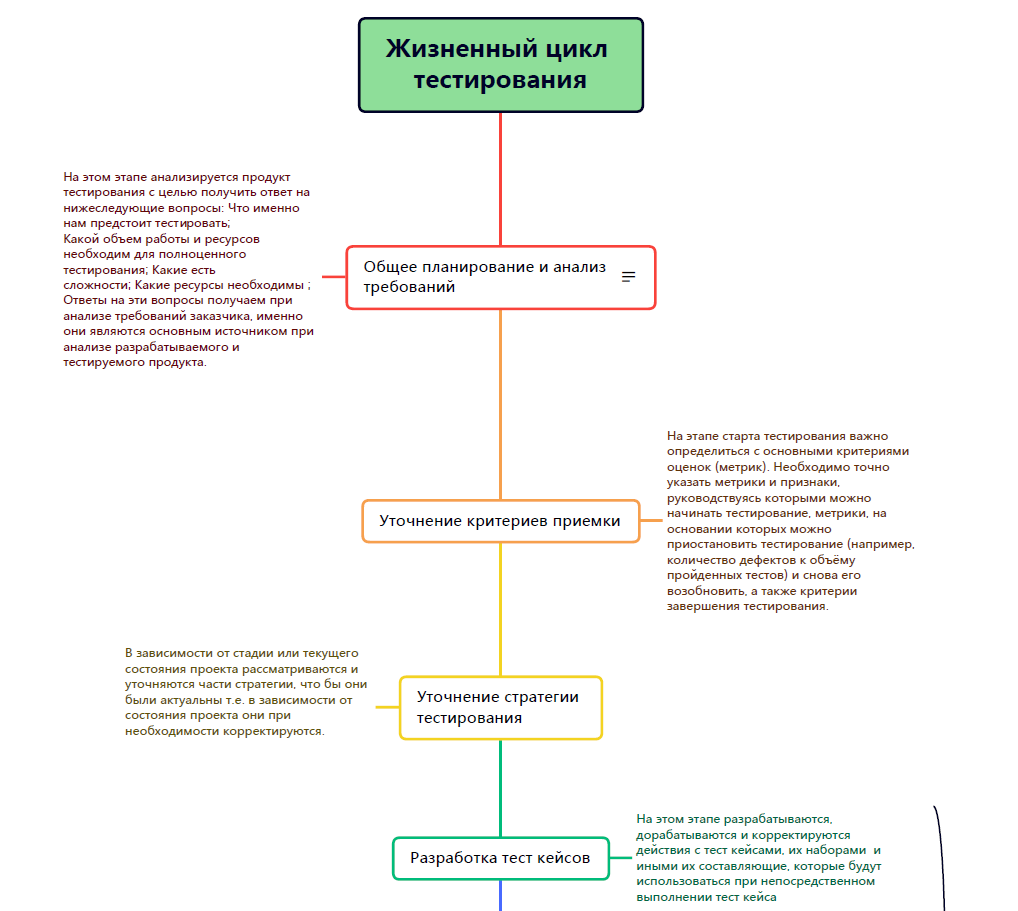 Жизненный цикл
тестирования
На этом этапе анализируется продукт
тестирования с целью получить ответ на
нижеследующие вопросы: Что именно
нам предстоит тестировать;
Какой объем работы и ресурсов
необходим для полноценного
тестирования; Какие есть
сложности; Какие ресурсы необходимы ;
Ответы на эти вопросы получаем при
анализе требований заказчика, именно
они являются основным источником при
анализе разрабатываемого и
тестируемого продукта.
Общее планирование и анализ
требований
Уточнение критериев приемки
На этапе старта тестирования важно
определиться с основными критериями
оценок (метрик). Необходимо точно
указать метрики и признаки,
руководствуясь которыми можно
начинать тестирование, метрики, на
основании которых можно
приостановить тестирование (например,
количество дефектов к объёму
пройденных тестов) и снова его
возобновить, а также критерии
завершения тестирования.
В зависимости от стадии или текущего
состояния проекта рассматриваются и
уточняются части стратегии, что бы они
были актуальны т.е. в зависимости от
состояния проекта они при
необходимости корректируются.
Уточнение стратегии
тестирования
Разработка тест кейсов
На этом этапе разрабатываются,
дорабатываются и корректируются
действия с тест кейсами, их наборами и
иными их составляющие, которые будут
использоваться при непосредственном
выполнении тест кейса